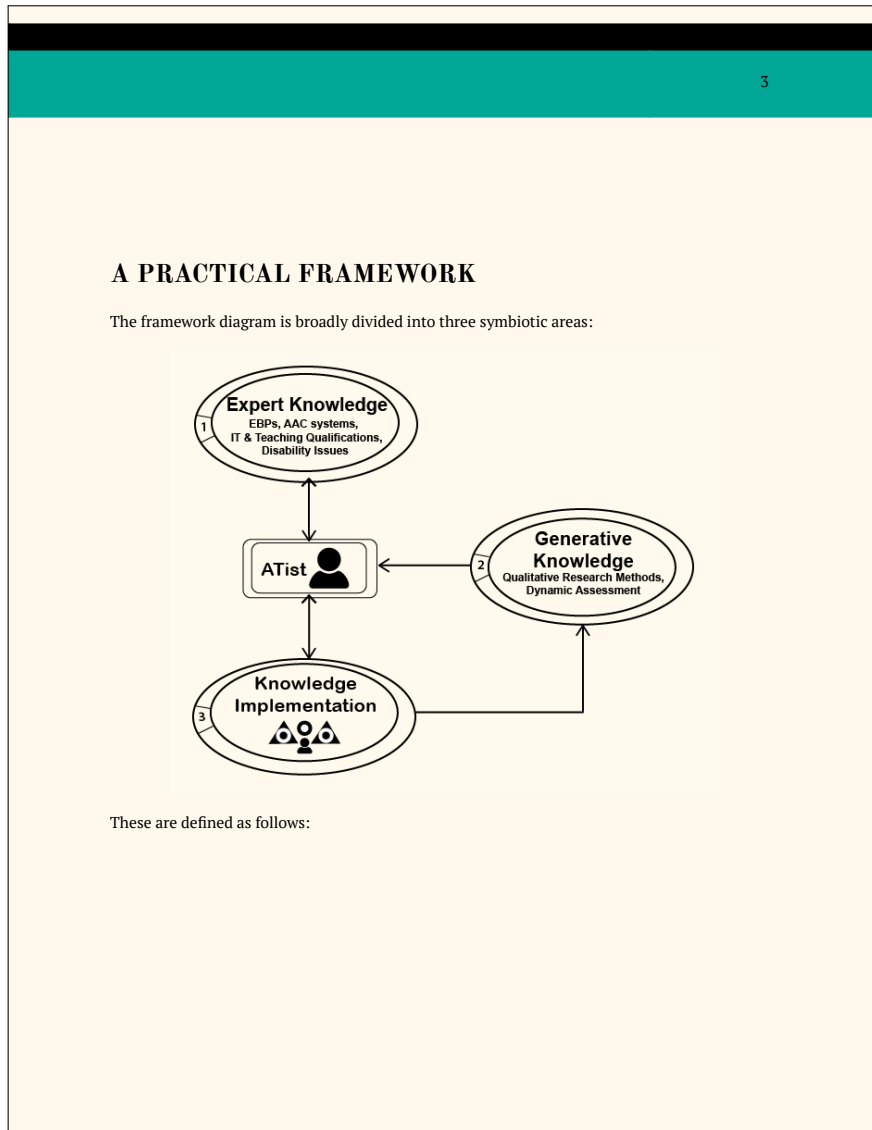 3
A PRACTICAL FRAMEWORK
The framework diagram is broadly divided into three symbiotic areas:
1
Expert Knowledge
EBPs, AAC systems,
IT & Teaching Qualifications,
Disability Issues
ATist
2
Generative
Knowledge
Qualitative Research Methods,
Dynamic Assessment
3
Knowledge
Implementation
These are defined as follows: